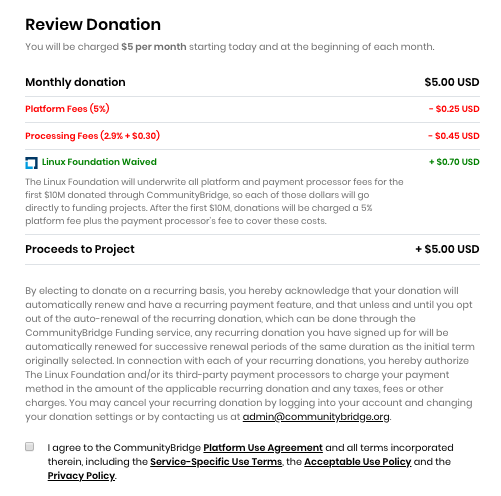 Review Donation
You will be charged $5 per month starting today and at the beginning of each month.
Monthly donation $5.00 USD
Platform Fees (5%) - $0.25 USD
Processing Fees (2.9% + $0.30) - $0.45 USD
Linux Foundation Waived + $0.70 USD
The Linux Foundation will underwrite all platform and payment processor fees for the
first $10M donated through CommunityBridge, so each of those dollars will go
directly to funding projects. After the first $10M, donations will be charged a 5%
platform fee plus the payment processor's fee to cover these costs.
Proceeds to Project + $5.00 USD
By electing to donate on a recurring basis, you hereby acknowledge that your donation will
automatically renew and have a recurring payment feature, and that unless and until you opt
out of the auto-renewal of the recurring donation, which can be done through the
CommunityBridge Funding service, any recurring donation you have signed up for will be
automatically renewed for successive renewal periods of the same duration as the initial term
originally selected. In connection with each of your recurring donations, you hereby authorize
The Linux Foundation and/or its third-party payment processors to charge your payment
method in the amount of the applicable recurring donation and any taxes, fees or other
charges. You may cancel your recurring donation by logging into your account and changing
your donation settings or by contacting us at admin@communitybridge.org.
I agree to the CommunityBridge Platform Use Agreement and all terms incorporated
therein, including the Service-Specific Use Terms, the Acceptable Use Policy and the
Privacy Policy.